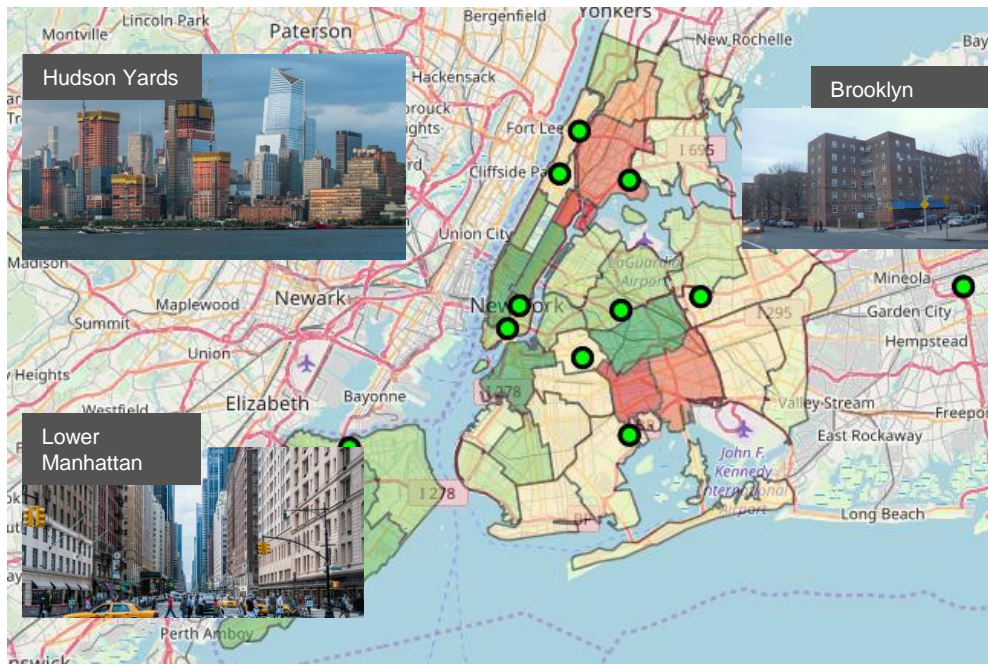 Lincoln Park
Bergenfield
Yonkers
Montville
Paterson
New Rochelle
Hackensack
Hudson Yards
Brooklyn
Fort Lee
I 695
Cliffside
Union City
LaGuardia
Airport
Madison
Mineola
Maplewood
Newark
New York
Garden City
Summit
I 295
Union
Hempstead
Heights
I 278
Bayonne
Elizabeth
Valley Stream
Westfield
East Rockaway
Lower
Manhattan
John F.
Kennedy
International
Airport
I 278
Long Beach
Perth Amboy